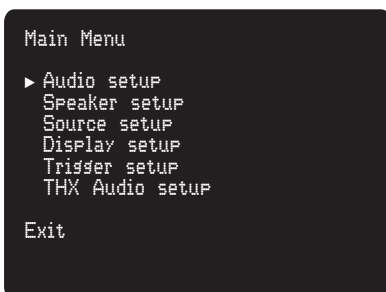 Main Menu
► Audio setup
Speaker setup
Source setup
Display setup
Trigger setup
THX Audio setup
Exit